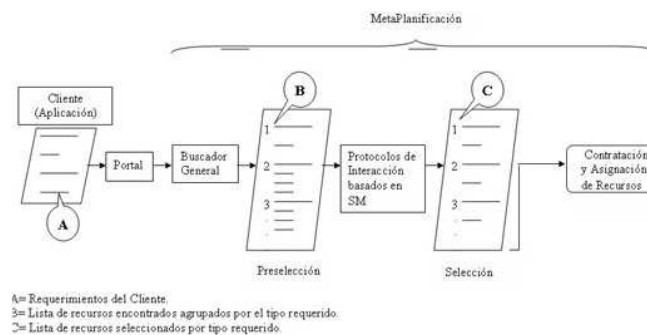 MetaPlanificación
Cliente
(Aplicación)
A
Portal
Buscador
General
B
1
2
3
Preselección
Protocolos de
Interacción
basados en
SM
C
1
2
3
Selección
Contratación
y Asignación
de Recursos
A= Requerimientos del Cliente.
B= Lista de recursos encontrados agrupados por el tipo requerido.
C= Lista de recursos seleccionados por tipo requerido.